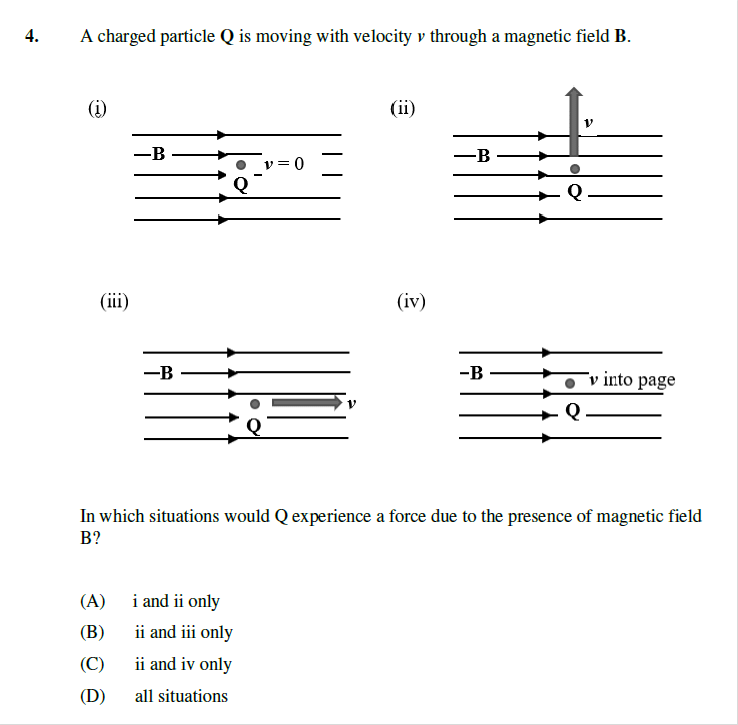 4. A charged particle Q is moving with velocity v through a magnetic field B.
(i) (ii)
v
B v = 0 B
Q Q
(iii) (iv)
B B v into page
v Q
Q
In which situations would Q experience a force due to the presence of magnetic field
B?
(A) i and ii only
(B) ii and iii only
(C) ii and iv only
(D) all situations